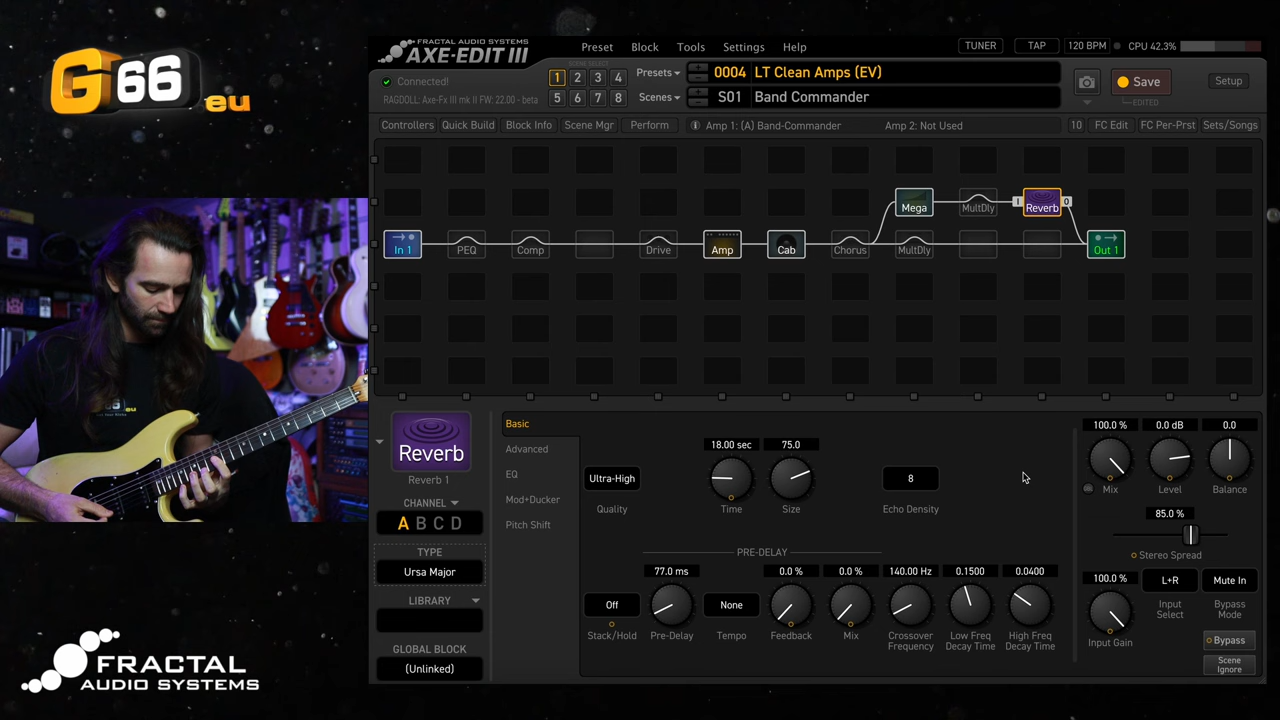 G66.eu
FRACTAL AUDIO SYSTEMS
AXE-EDIT III
Preset Block Tools Settings Help
TUNER TAP 120 BPM CPU 42.3%
Connected!
RAGDOLL: Axe-Fx III mk II FW: 22.00 - beta
SCENE SELECT
1 2 3 4
5 6 7 8
Presets 0004 LT Clean Amps (EV)
Scenes S01 Band Commander
Save
EDITED
Setup
Controllers Quick Build Block Info Scene Mgr Perform
Amp 1: (A) Band-Commander Amp 2: Not Used
10 FC Edit FC Per-Prst Sets/Songs
Mega MultDly I Reverb O
In 1 PEQ Comp Drive Amp Cab Chorus MultDly Out 1
Reverb
Reverb 1
CHANNEL
A B C D
TYPE
Ursa Major
LIBRARY
GLOBAL BLOCK
(Unlinked)
Basic
Advanced
EQ
Mod+Ducker
Pitch Shift
18.00 sec 75.0
Ultra-High 8
Quality Time Size Echo Density
PRE-DELAY
77.0 ms 0.0 % 0.0 % 140.00 Hz 0.1500 0.0400
Off None
Stack/Hold Pre-Delay Tempo Feedback Mix Crossover Frequency Low Freq Decay Time High Freq Decay Time
100.0 % 0.0 dB 0.0
Mix Level Balance
85.0 %
Stereo Spread
100.0 % L+R Mute In
Input Gain Input Select Bypass Mode
Bypass
Scene Ignore
FRACTAL
AUDIO SYSTEMS